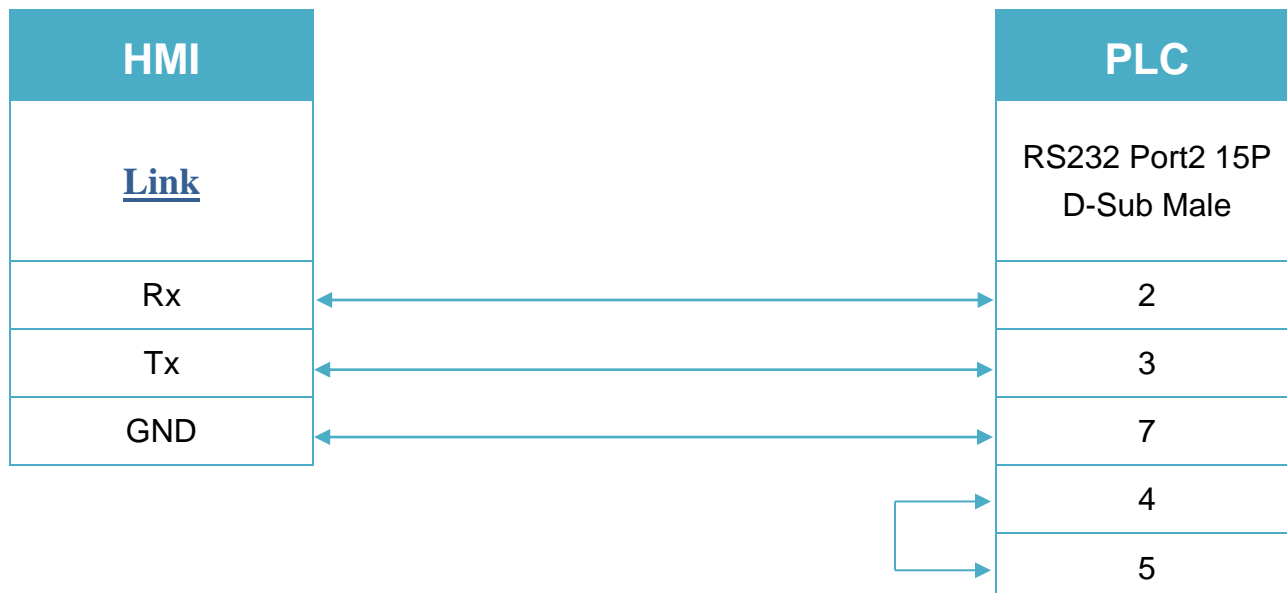 HMI
PLC
Link
RS232 Port2 15P
D-Sub Male
Rx
2
Tx
3
GND
7
4
5